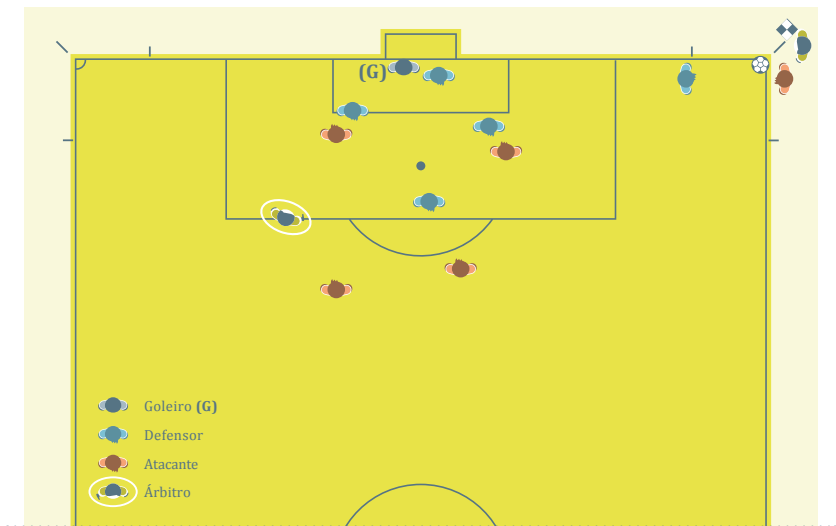 (G)
Goleiro (G)
Defensor
Atacante
Árbitro